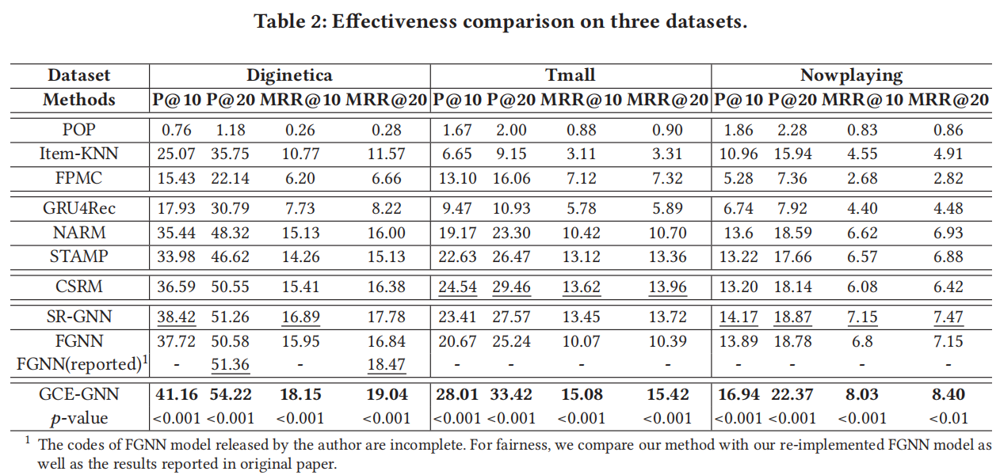 Table 2: Effectiveness comparison on three datasets.
Dataset Diginetica Tmall Nowplaying
Methods P@10 P@20 MRR@10 MRR@20 P@10 P@20 MRR@10 MRR@20 P@10 P@20 MRR@10 MRR@20
POP 0.76 1.18 0.26 0.28 1.67 2.00 0.88 0.90 1.86 2.28 0.83 0.86
Item-KNN 25.07 35.75 10.77 11.57 6.65 9.15 3.11 3.31 10.96 15.94 4.55 4.91
FPMC 15.43 22.14 6.20 6.66 13.10 16.06 7.12 7.32 5.28 7.36 2.68 2.82
GRU4Rec 17.93 30.79 7.73 8.22 9.47 10.93 5.78 5.89 6.74 7.92 4.40 4.48
NARM 35.44 48.32 15.13 16.00 19.17 23.30 10.42 10.70 13.6 18.59 6.62 6.93
STAMP 33.98 46.62 14.26 15.13 22.63 26.47 13.12 13.36 13.22 17.66 6.57 6.88
CSRM 36.59 50.55 15.41 16.38 24.54 29.46 13.62 13.96 13.20 18.14 6.08 6.42
SR-GNN 38.42 51.26 16.89 17.78 23.41 27.57 13.45 13.72 14.17 18.87 7.15 7.47
FGNN 37.72 50.58 15.95 16.84 20.67 25.24 10.07 10.39 13.89 18.78 6.8 7.15
FGNN(reported)1 - 51.36 - 18.47 - - - - - - - -
GCE-GNN 41.16 54.22 18.15 19.04 28.01 33.42 15.08 15.42 16.94 22.37 8.03 8.40
p-value <0.001 <0.001 <0.001 <0.001 <0.001 <0.001 <0.001 <0.001 <0.001 <0.001 <0.001 <0.01
1 The codes of FGNN model released by the author are incomplete. For fairness, we compare our method with our re-implemented FGNN model as
well as the results reported in original paper.